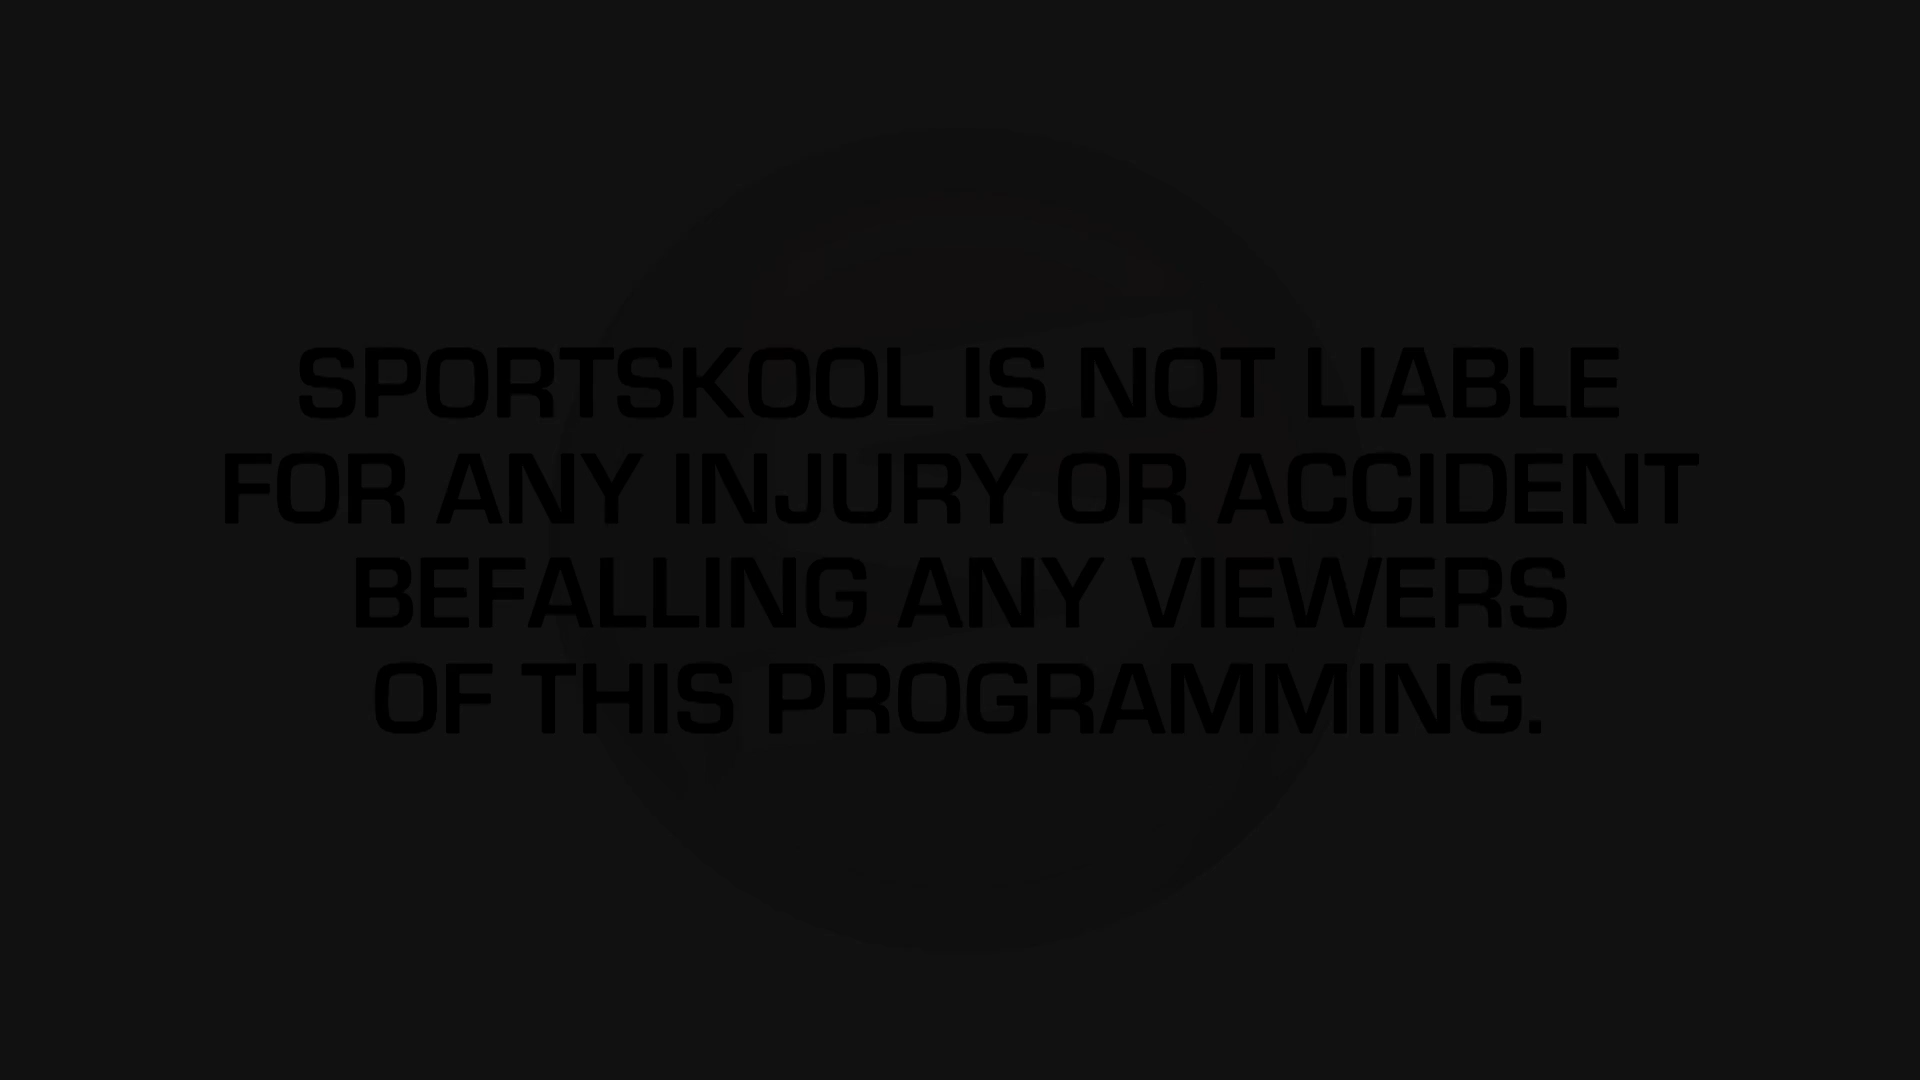 SPORTSKOOL IS NOT LIABLE
FOR ANY INJURY OR ACCIDENT
BEFALLING ANY VIEWERS
OF THIS PROGRAMMING.